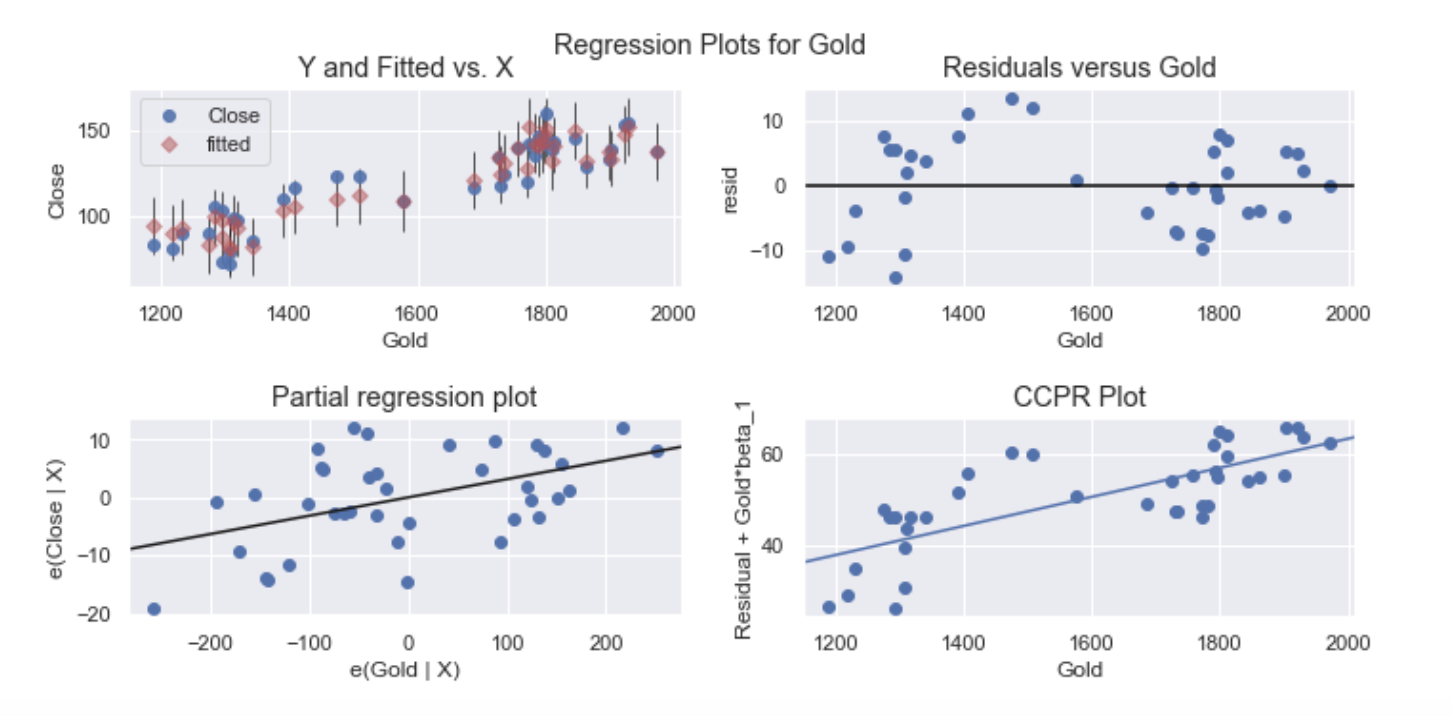 Regression Plots for Gold
Y and Fitted vs. X
Close
fitted
150
100
Close
1200 1400 1600 1800 2000
Gold
Residuals versus Gold
10
0
−10
resid
1200 1400 1600 1800 2000
Gold
Partial regression plot
10
0
−10
−20
e(Close | X)
−200 −100 0 100 200
e(Gold | X)
CCPR Plot
60
40
Residual + Gold*beta_1
1200 1400 1600 1800 2000
Gold